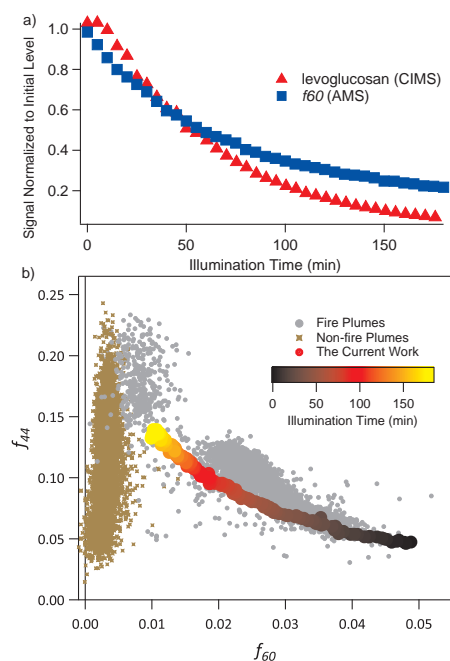 a)
Signal Normalized to Initial Level
1.0
0.8
0.6
0.4
0.2
levoglucosan (CIMS)
f60 (AMS)
0
50
100
150
Illumination Time (min)
b)
f44
0.25
0.20
0.15
0.10
0.05
0.00
Fire Plumes
Non-fire Plumes
The Current Work
0
50
100
150
Illumination Time (min)
0.00
0.01
0.02
0.03
0.04
0.05
f60